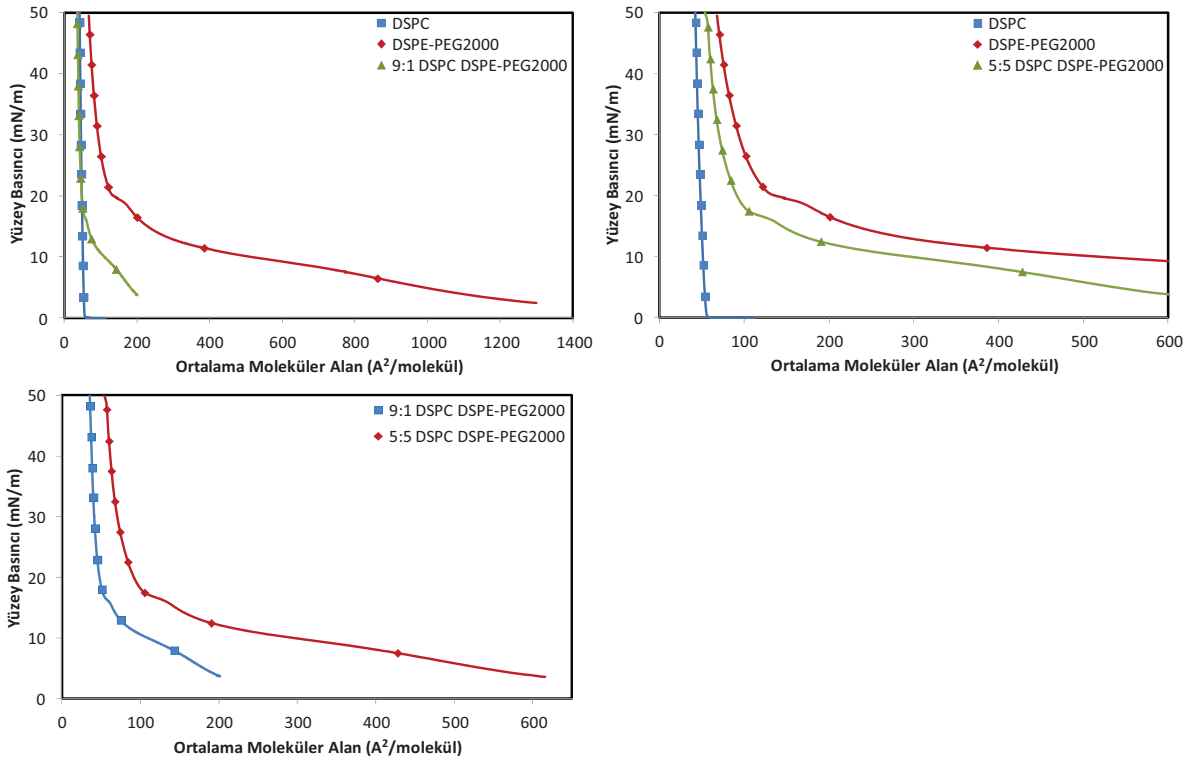 50
40
30
20
10
0
Yüzey Basıncı (mN/m)
DSPC
DSPE-PEG2000
9:1 DSPC DSPE-PEG2000
0 200 400 600 800 1000 1200 1400
Ortalama Moleküler Alan (A²/molekül)
50
40
30
20
10
0
Yüzey Basıncı (mN/m)
DSPC
DSPE-PEG2000
5:5 DSPC DSPE-PEG2000
0 100 200 300 400 500 600
Ortalama Moleküler Alan (A²/molekül)
50
40
30
20
10
0
Yüzey Basıncı (mN/m)
9:1 DSPC DSPE-PEG2000
5:5 DSPC DSPE-PEG2000
0 100 200 300 400 500 600
Ortalama Moleküler Alan (A²/molekül)